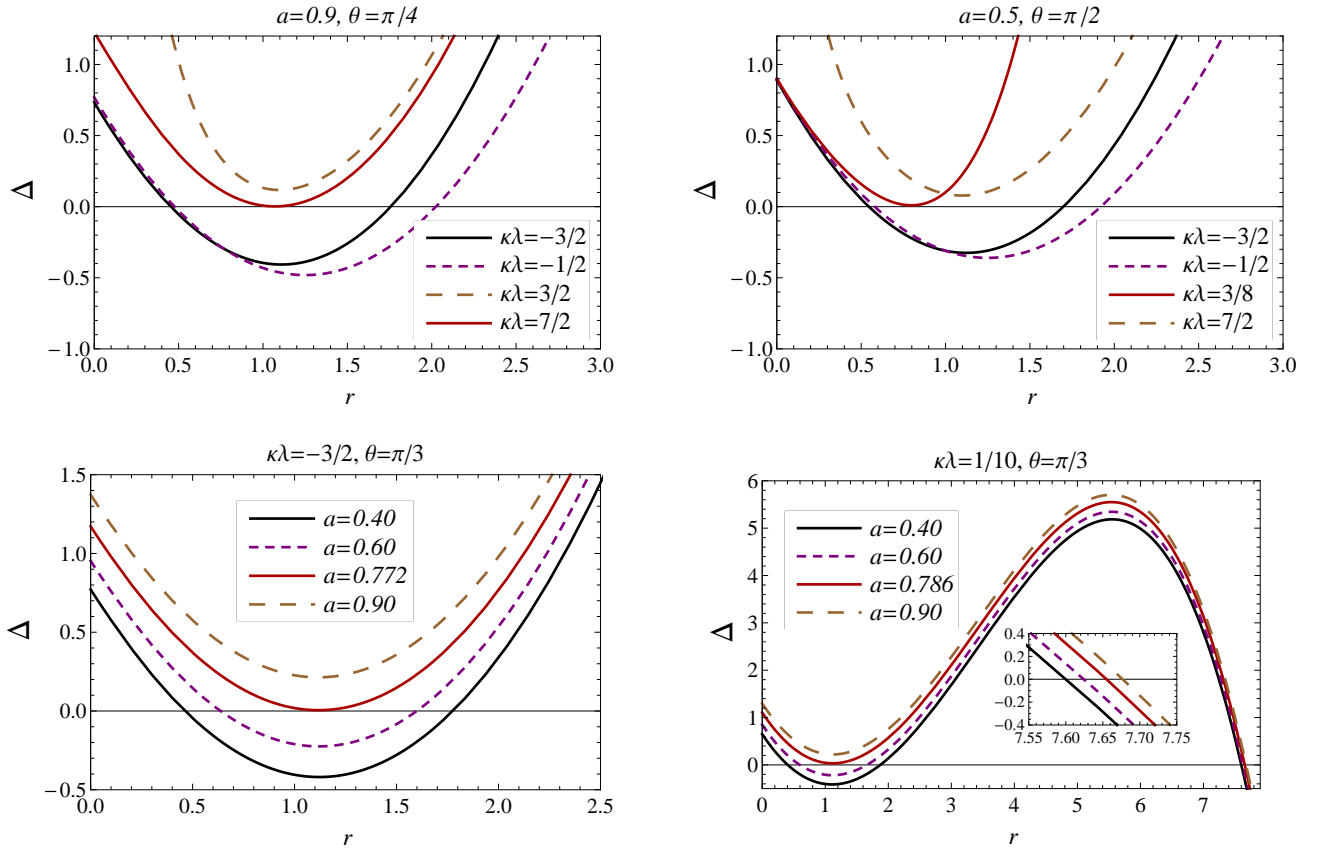 a=0.9, θ=π/4
1.0
0.5
0.0
−0.5
−1.0
Δ
0.0 0.5 1.0 1.5 2.0 2.5 3.0
r
κλ=−3/2
κλ=−1/2
κλ=3/2
κλ=7/2
a=0.5, θ=π/2
1.0
0.5
0.0
−0.5
−1.0
Δ
0.0 0.5 1.0 1.5 2.0 2.5 3.0
r
κλ=−3/2
κλ=−1/2
κλ=3/8
κλ=7/2
κλ=−3/2, θ=π/3
1.5
1.0
0.5
0.0
−0.5
Δ
0.0 0.5 1.0 1.5 2.0 2.5
r
a=0.40
a=0.60
a=0.772
a=0.90
κλ=1/10, θ=π/3
6
5
4
3
2
1
0
Δ
0 1 2 3 4 5 6 7
r
a=0.40
a=0.60
a=0.786
a=0.90
0.4
0.2
0.0
−0.2
−0.4
7.55 7.60 7.65 7.70 7.75